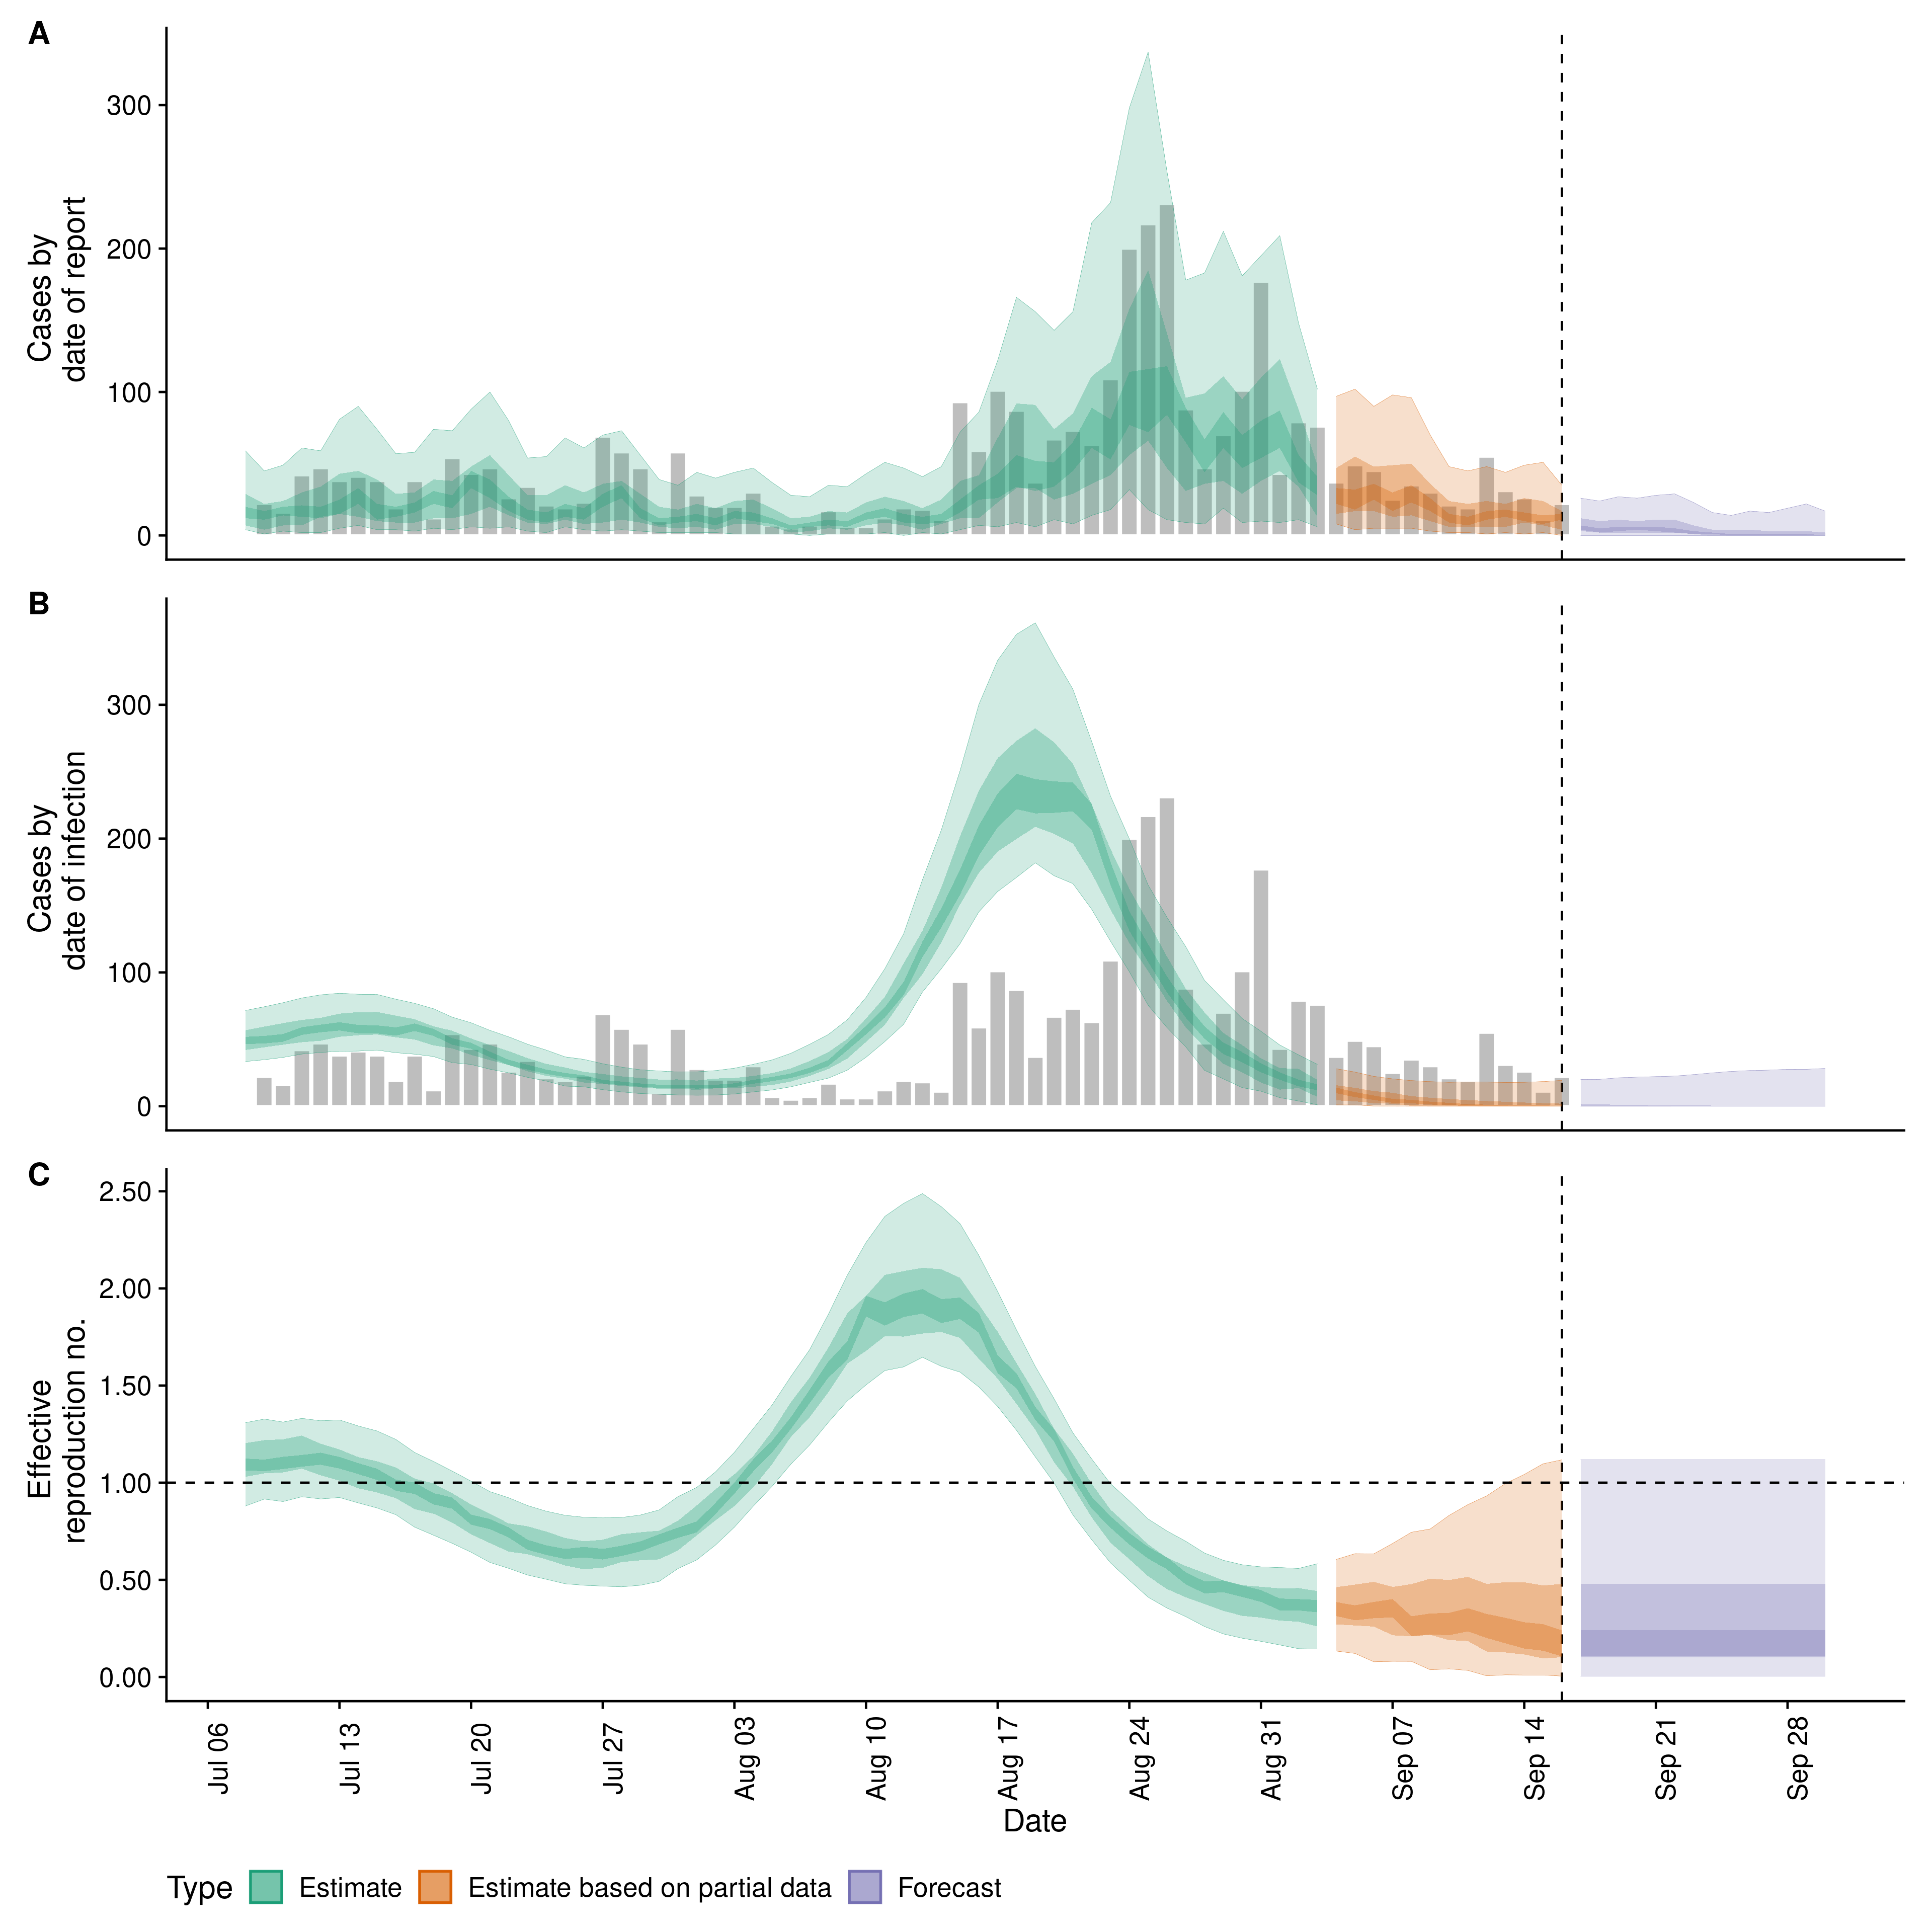 A
Cases by
date of report
300
200
100
0
B
Cases by
date of infection
300
200
100
0
C
Effective
reproduction no.
2.50
2.00
1.50
1.00
0.50
0.00
Jul 06
Jul 13
Jul 20
Jul 27
Aug 03
Aug 10
Aug 17
Aug 24
Aug 31
Sep 07
Sep 14
Sep 21
Sep 28
Date
Type Estimate Estimate based on partial data Forecast